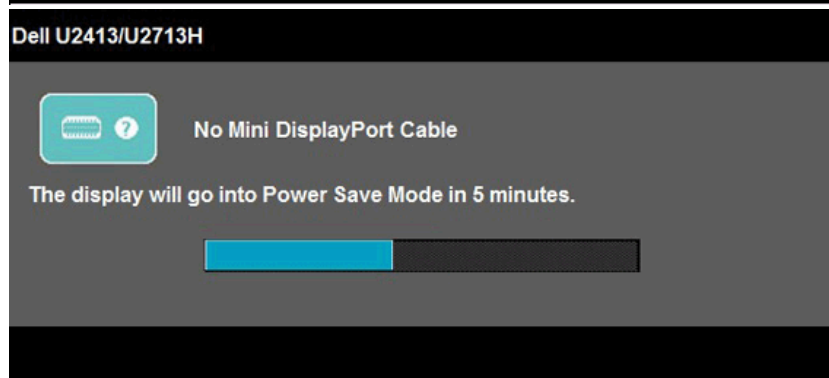 Dell U2413/U2713H
?
No Mini DisplayPort Cable
The display will go into Power Save Mode in 5 minutes.